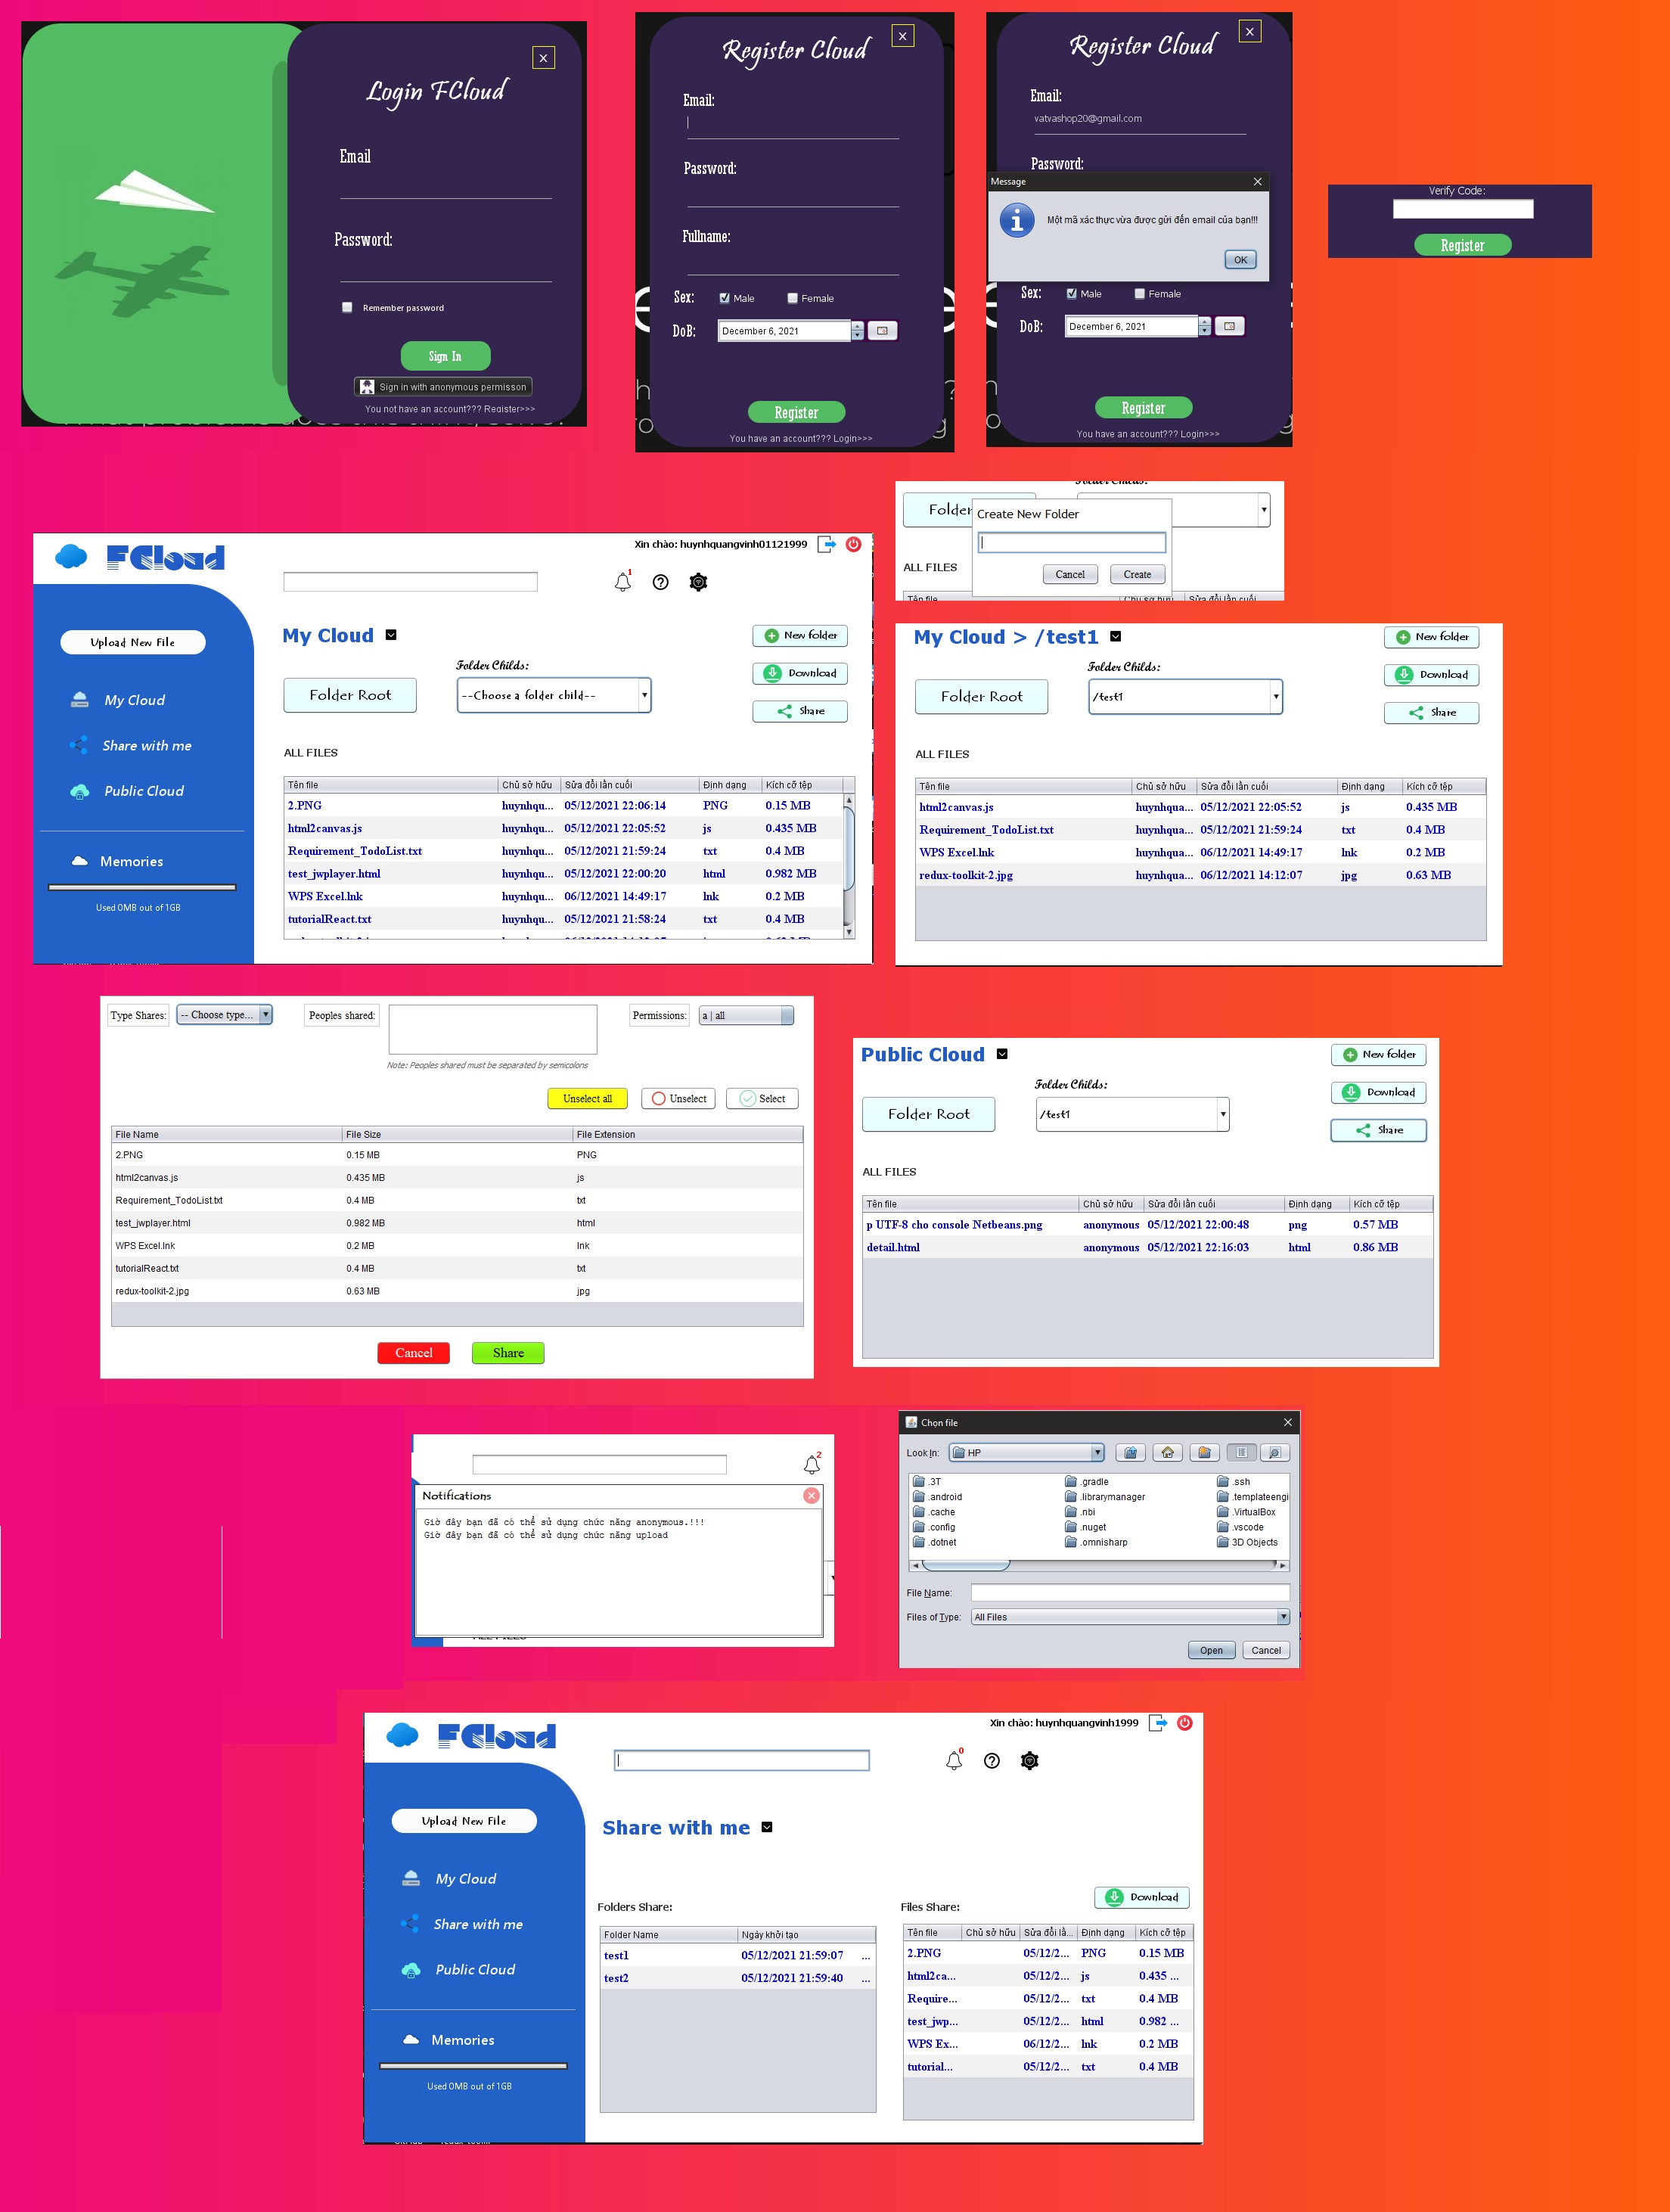 Login FCloud
X
Email
Password:
Remember password
Sign In
Sign in with anonymous permisson
You not have an account??? Register>>>
Register Cloud
X
Email:
Password:
Fullname:
Sex:
Male
Female
DoB:
December 6, 2021
Register
You have an account??? Login>>>
Register Cloud
X
Email:
vatvashop20@gmail.com
Password:
Message
Một mã xác thực vừa được gửi đến email của bạn!!!
OK
Sex:
Male
Female
DoB:
December 6, 2021
Register
You have an account??? Login>>>
Verify Code:
Register
Folder Childs:
Folder
Create New Folder
Cancel
Create
ALL FILES
Tên file
Chủ sở hữu
Sửa đổi lần cuối
FCloud
Xin chào: huynhquangvinh01121999
1
Upload New File
My Cloud
Share with me
Public Cloud
Memories
Used 0MB out of 1GB
My Cloud
New folder
Folder Childs:
Folder Root
--Choose a folder child--
Download
Share
ALL FILES
Tên file Chủ sở hữu Sửa đổi lần cuối Định dạng Kích cỡ tệp
2.PNG huynhqu... 05/12/2021 22:06:14 PNG 0.15 MB
html2canvas.js huynhqu... 05/12/2021 22:05:52 js 0.435 MB
Requirement_TodoList.txt huynhqu... 05/12/2021 21:59:24 txt 0.4 MB
test_jwplayer.html huynhqu... 05/12/2021 22:00:20 html 0.982 MB
WPS Excel.lnk huynhqu... 06/12/2021 14:49:17 lnk 0.2 MB
tutorialReact.txt huynhqu... 05/12/2021 21:58:24 txt 0.4 MB
My Cloud > /test1
New folder
Folder Childs:
Folder Root
/test1
Download
Share
ALL FILES
Tên file Chủ sở hữu Sửa đổi lần cuối Định dạng Kích cỡ tệp
html2canvas.js huynhqua... 05/12/2021 22:05:52 js 0.435 MB
Requirement_TodoList.txt huynhqua... 05/12/2021 21:59:24 txt 0.4 MB
WPS Excel.lnk huynhqua... 06/12/2021 14:49:17 lnk 0.2 MB
redux-toolkit-2.jpg huynhqua... 06/12/2021 14:12:07 jpg 0.63 MB
Type Shares:
-- Choose type...
Peoples shared:
Permissions:
a | all
Note: Peoples shared must be separated by semicolons
Unselect all
Unselect
Select
File Name File Size File Extension
2.PNG 0.15 MB PNG
html2canvas.js 0.435 MB js
Requirement_TodoList.txt 0.4 MB txt
test_jwplayer.html 0.982 MB html
WPS Excel.lnk 0.2 MB lnk
tutorialReact.txt 0.4 MB txt
redux-toolkit-2.jpg 0.63 MB jpg
Cancel
Share
Public Cloud
New folder
Folder Childs:
Folder Root
/test1
Download
Share
ALL FILES
Tên file Chủ sở hữu Sửa đổi lần cuối Định dạng Kích cỡ tệp
p UTF-8 cho console Netbeans.png anonymous 05/12/2021 22:00:48 png 0.57 MB
detail.html anonymous 05/12/2021 22:16:03 html 0.86 MB
2
Notifications
Giờ đây bạn đã có thể sử dụng chức năng anonymous.!!!
Giờ đây bạn đã có thể sử dụng chức năng upload
Chọn file
Look In:
HP
.3T .gradle .ssh
.android .librarymanager .templateengi
.cache .nbi .VirtualBox
.config .nuget .vscode
.dotnet .omnisharp 3D Objects
File Name:
Files of Type:
All Files
Open
Cancel
FCloud
Xin chào: huynhquangvinh1999
0
Upload New File
My Cloud
Share with me
Public Cloud
Memories
Used 0MB out of 1GB
Share with me
Download
Folders Share:
Folder Name Ngày khởi tạo
test1 05/12/2021 21:59:07 ...
test2 05/12/2021 21:59:40 ...
Files Share:
Tên file Chủ sở hữu Sửa đổi lầ... Định dạng Kích cỡ tệp
2.PNG 05/12/2... PNG 0.15 MB
html2ca... 05/12/2... js 0.435 ...
Require... 05/12/2... txt 0.4 MB
test_jwp... 05/12/2... html 0.982 ...
WPS Ex... 06/12/2... lnk 0.2 MB
tutorial... 05/12/2... txt 0.4 MB